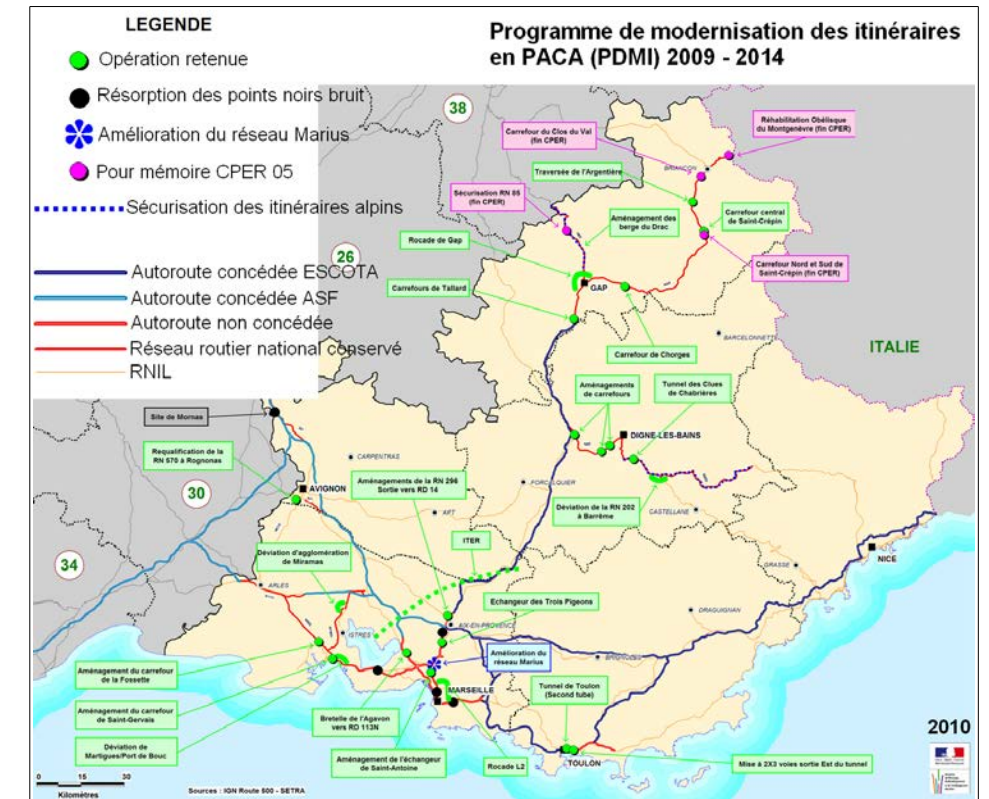 LEGENDE
Opération retenue
Résorption des points noirs bruit
Amélioration du réseau Marius
Pour mémoire CPER 05
Sécurisation des itinéraires alpins
Autoroute concédée ESCOTA
Autoroute concédée ASF
Autoroute non concédée
Réseau routier national conservé
RNIL
Programme de modernisation des itinéraires
en PACA (PDMI) 2009 - 2014
38
26
30
34
Carrefour du Clos du Val
(fin CPER)
Réhabilitation Obélisque
du Montgenèvre (fin CPER)
BRIANÇON
Traversée de l'Argentière
Sécurisation RN 85
(fin CPER)
Aménagement des
berge du Drac
Carrefour central
de Saint-Crépin
Rocade de Gap
Carrefour Nord et Sud de
Saint-Crépin (fin CPER)
Carrefours de Tallard
GAP
BARCELONNETTE
ITALIE
Carrefour de Chorges
Aménagements
de carrefours
Tunnel des Clues
de Chabrières
Site de Mornas
DIGNE-LES-BAINS
Requalification de la
RN 570 à Rognonas
CARPENTRAS
Aménagements de la RN 296
Sortie vers RD 14
AVIGNON
FORCALQUIER
APT
Déviation de la RN 202
à Barrême
CASTELLANE
ITER
Déviation d'agglomération
de Miramas
NICE
GRASSE
ARLES
Echangeur des Trois Pigeons
DRAGUIGNAN
ISTRES
AIX-EN-PROVENCE
Amélioration du
réseau Marius
BRIGNOLES
Aménagement du carrefour
de la Fossette
MARSEILLE
Tunnel de Toulon
(Second tube)
Aménagement du carrefour
de Saint-Gervais
Bretelle de l'Agavon
vers RD 113N
2010
Déviation de
Martigues/Port de Bouc
Aménagement de l'échangeur
de Saint-Antoine
Rocade L2
TOULON
Mise à 2X3 voies sortie Est du tunnel
0 15 30
Kilomètres
Sources : IGN Route 500 - SETRA